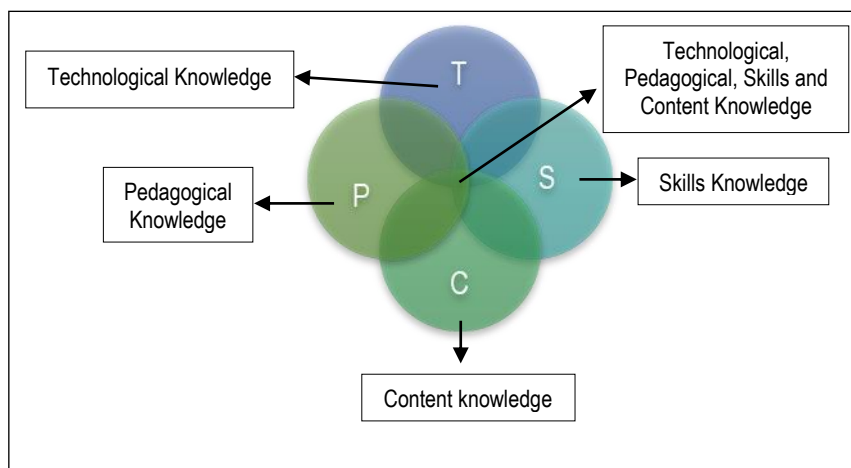 Technological Knowledge
T
Technological,
Pedagogical, Skills and
Content Knowledge
Pedagogical
Knowledge
P
S
Skills Knowledge
C
Content knowledge